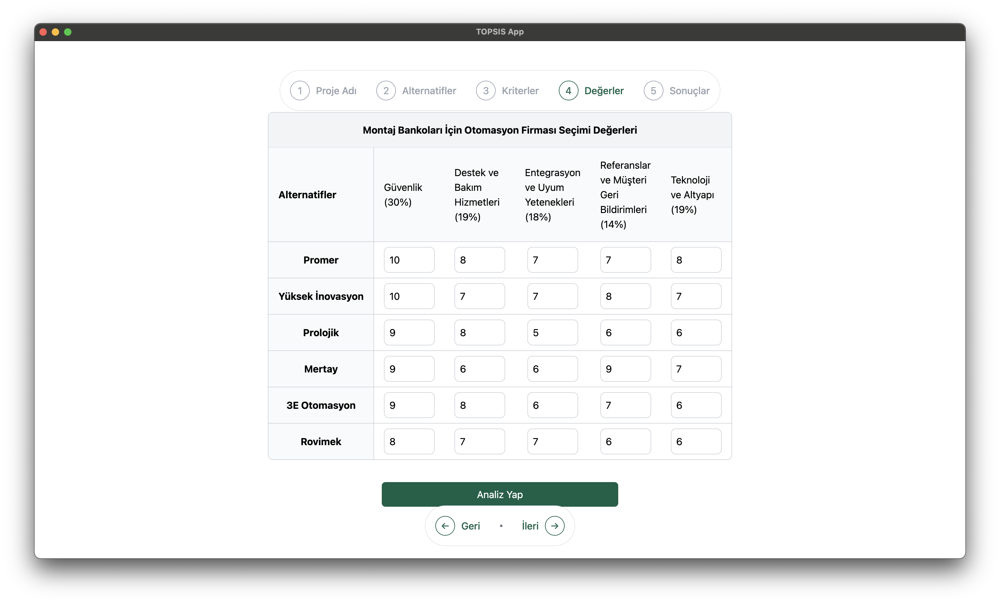 TOPSIS App
1 Proje Adı 2 Alternatifler 3 Kriterler 4 Değerler 5 Sonuçlar
Montaj Bankoları İçin Otomasyon Firması Seçimi Değerleri
Alternatifler
Güvenlik
(30%)
Destek ve
Bakım
Hizmetleri
(19%)
Entegrasyon
ve Uyum
Yetenekleri
(18%)
Referanslar
ve Müşteri
Geri
Bildirimleri
(14%)
Teknoloji
ve Altyapı
(19%)
Promer 10 8 7 7 8
Yüksek İnovasyon 10 7 7 8 7
Prolojik 9 8 5 6 6
Mertay 9 6 6 9 7
3E Otomasyon 9 8 6 7 6
Rovimek 8 7 7 6 6
Analiz Yap
Geri • İleri